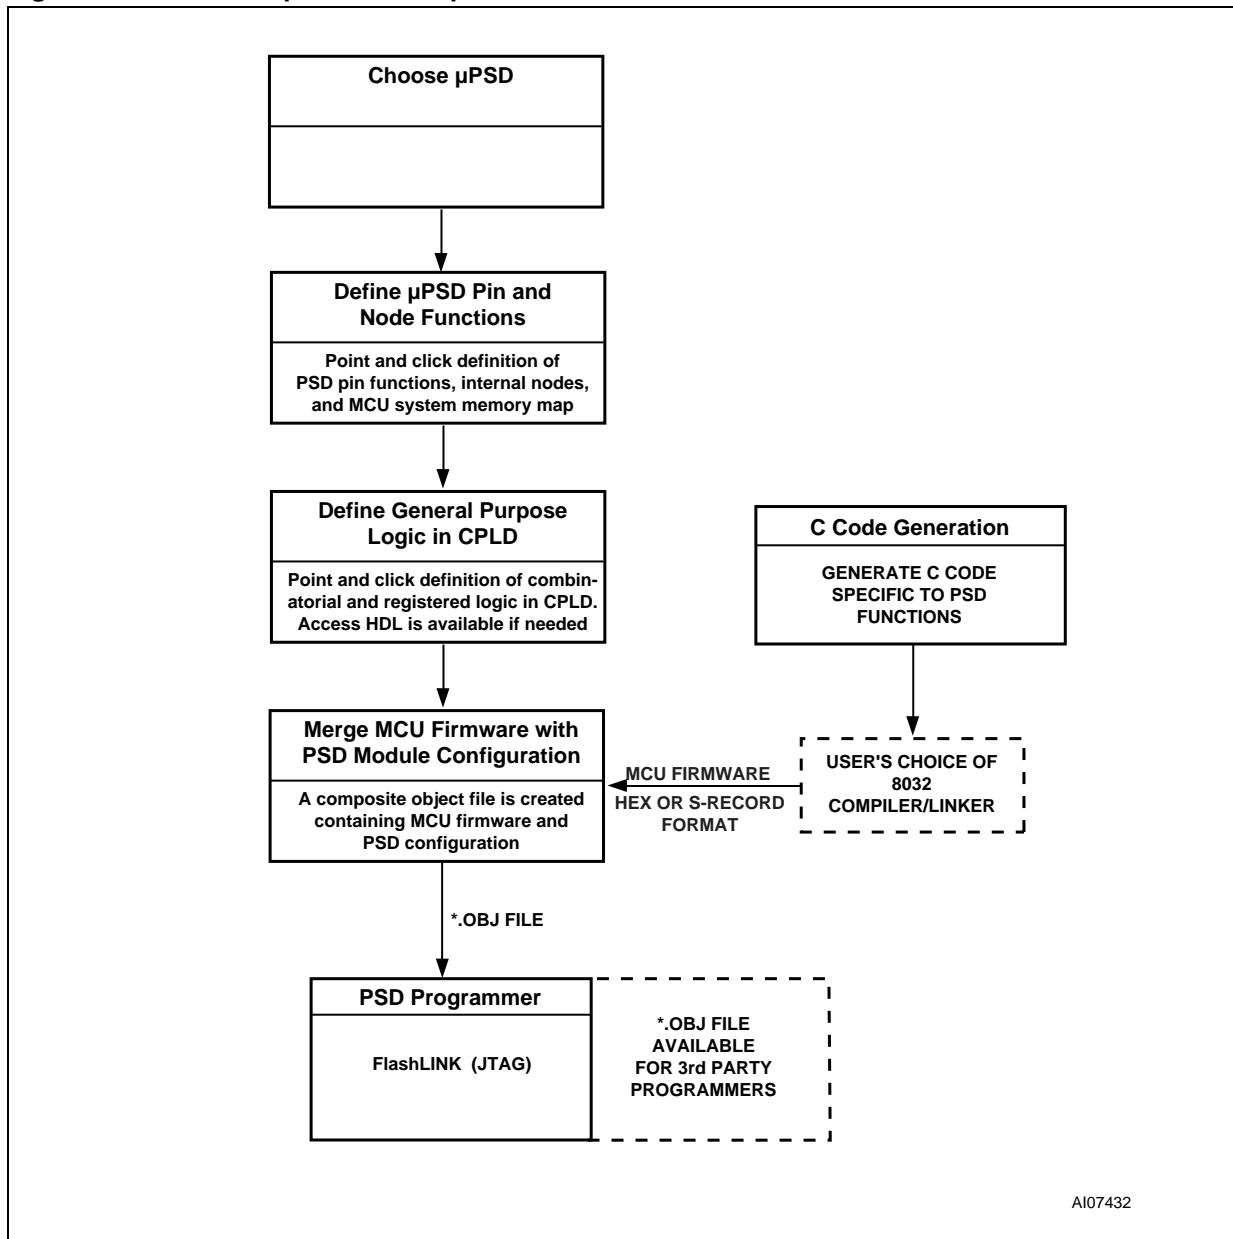 Choose µPSD
Define µPSD Pin and
Node Functions
Point and click definition of
PSD pin functions, internal nodes,
and MCU system memory map
Define General Purpose
Logic in CPLD
Point and click definition of combin-
atorial and registered logic in CPLD.
Access HDL is available if needed
C Code Generation
GENERATE C CODE
SPECIFIC TO PSD
FUNCTIONS
Merge MCU Firmware with
PSD Module Configuration
A composite object file is created
containing MCU firmware and
PSD configuration
MCU FIRMWARE
HEX OR S-RECORD
FORMAT
USER'S CHOICE OF
8032
COMPILER/LINKER
*.OBJ FILE
PSD Programmer
FlashLINK (JTAG)
*.OBJ FILE
AVAILABLE
FOR 3rd PARTY
PROGRAMMERS
AI07432